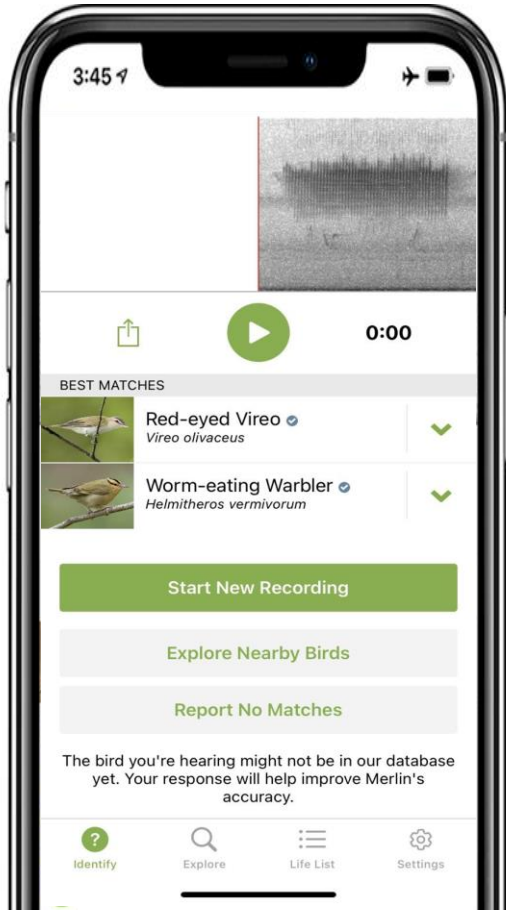 3:45
0:00
BEST MATCHES
Red-eyed Vireo
Vireo olivaceus
Worm-eating Warbler
Helmitheros vermivorum
Start New Recording
Explore Nearby Birds
Report No Matches
The bird you're hearing might not be in our database
yet. Your response will help improve Merlin's
accuracy.
Identify Explore Life List Settings